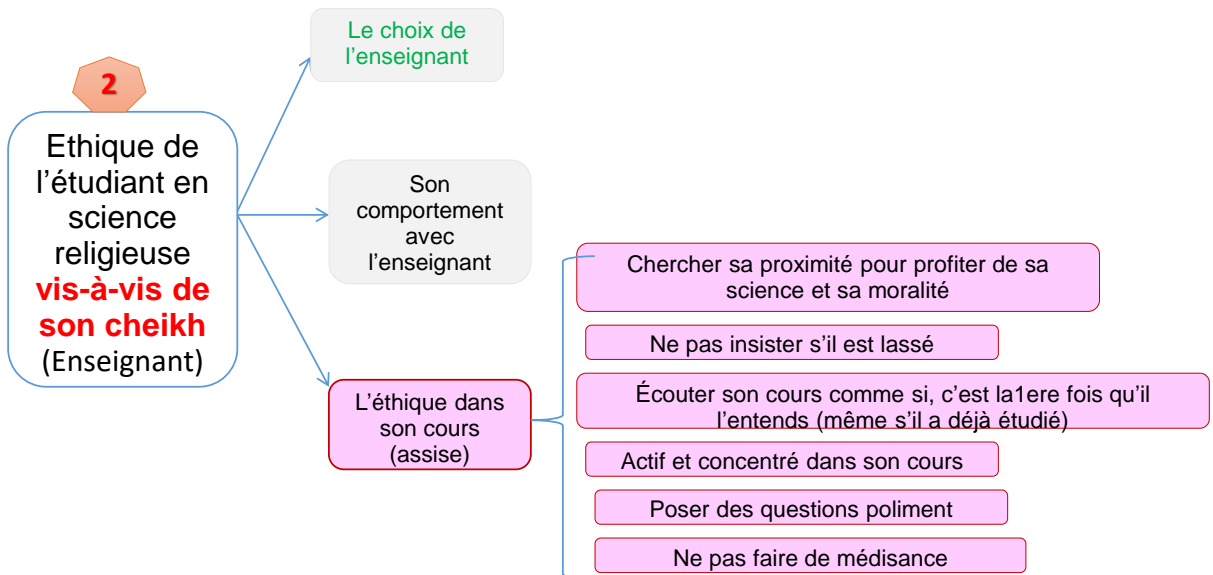 2
Ethique de
l'étudiant en
science
religieuse
vis-à-vis de
son cheikh
(Enseignant)
Le choix de
l'enseignant
Son
comportement
avec
l'enseignant
L'éthique dans
son cours
(assise)
Chercher sa proximité pour profiter de sa
science et sa moralité
Ne pas insister s'il est lassé
Écouter son cours comme si, c'est la1ere fois qu'il
l'entends (même s'il a déjà étudié)
Actif et concentré dans son cours
Poser des questions poliment
Ne pas faire de médisance